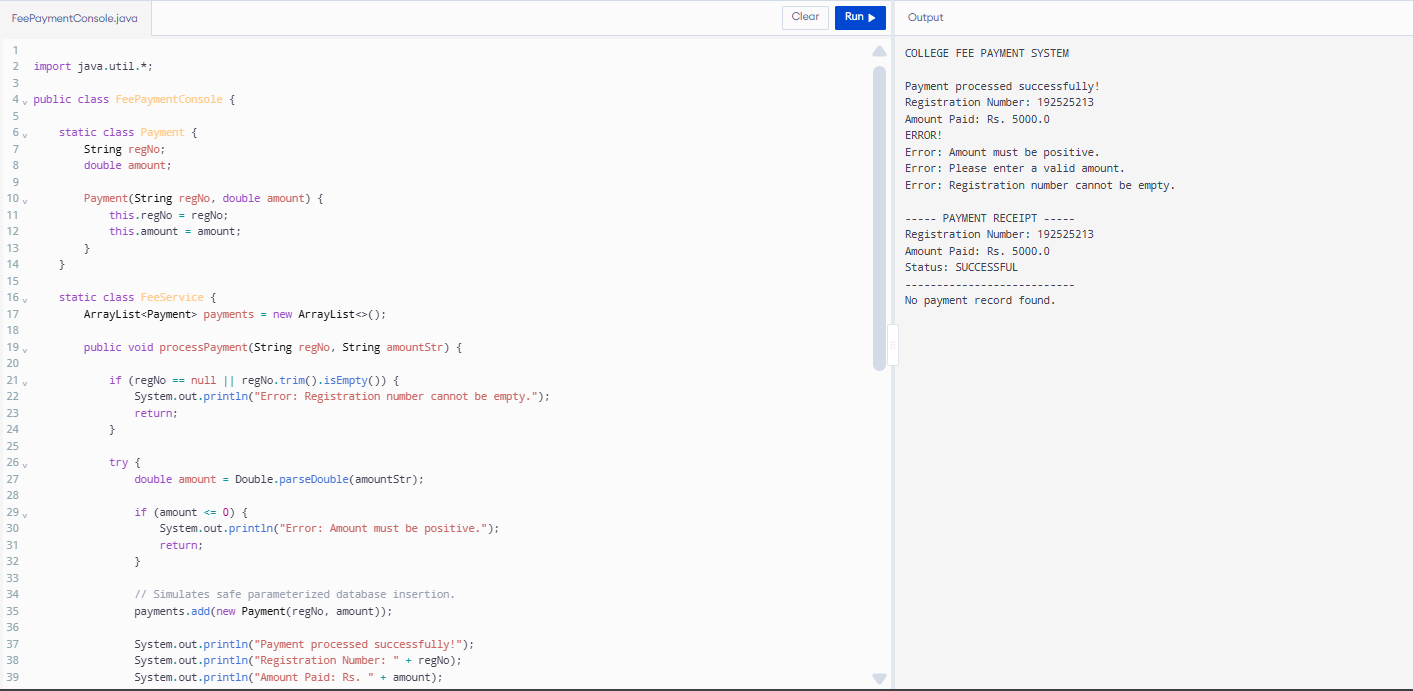 FeePaymentConsole.java
Clear
Run
Output
1
2 import java.util.*;
3
4 public class FeePaymentConsole {
5
6 static class Payment {
7 String regNo;
8 double amount;
9
10 Payment(String regNo, double amount) {
11 this.regNo = regNo;
12 this.amount = amount;
13 }
14 }
15
16 static class FeeService {
17 ArrayList<Payment> payments = new ArrayList<>();
18
19 public void processPayment(String regNo, String amountStr) {
20
21 if (regNo == null || regNo.trim().isEmpty()) {
22 System.out.println("Error: Registration number cannot be empty.");
23 return;
24 }
25
26 try {
27 double amount = Double.parseDouble(amountStr);
28
29 if (amount <= 0) {
30 System.out.println("Error: Amount must be positive.");
31 return;
32 }
33
34 // Simulates safe parameterized database insertion.
35 payments.add(new Payment(regNo, amount));
36
37 System.out.println("Payment processed successfully!");
38 System.out.println("Registration Number: " + regNo);
39 System.out.println("Amount Paid: Rs. " + amount);
COLLEGE FEE PAYMENT SYSTEM
Payment processed successfully!
Registration Number: 192525213
Amount Paid: Rs. 5000.0
ERROR!
Error: Amount must be positive.
Error: Please enter a valid amount.
Error: Registration number cannot be empty.
----- PAYMENT RECEIPT -----
Registration Number: 192525213
Amount Paid: Rs. 5000.0
Status: SUCCESSFUL
---------------------------
No payment record found.